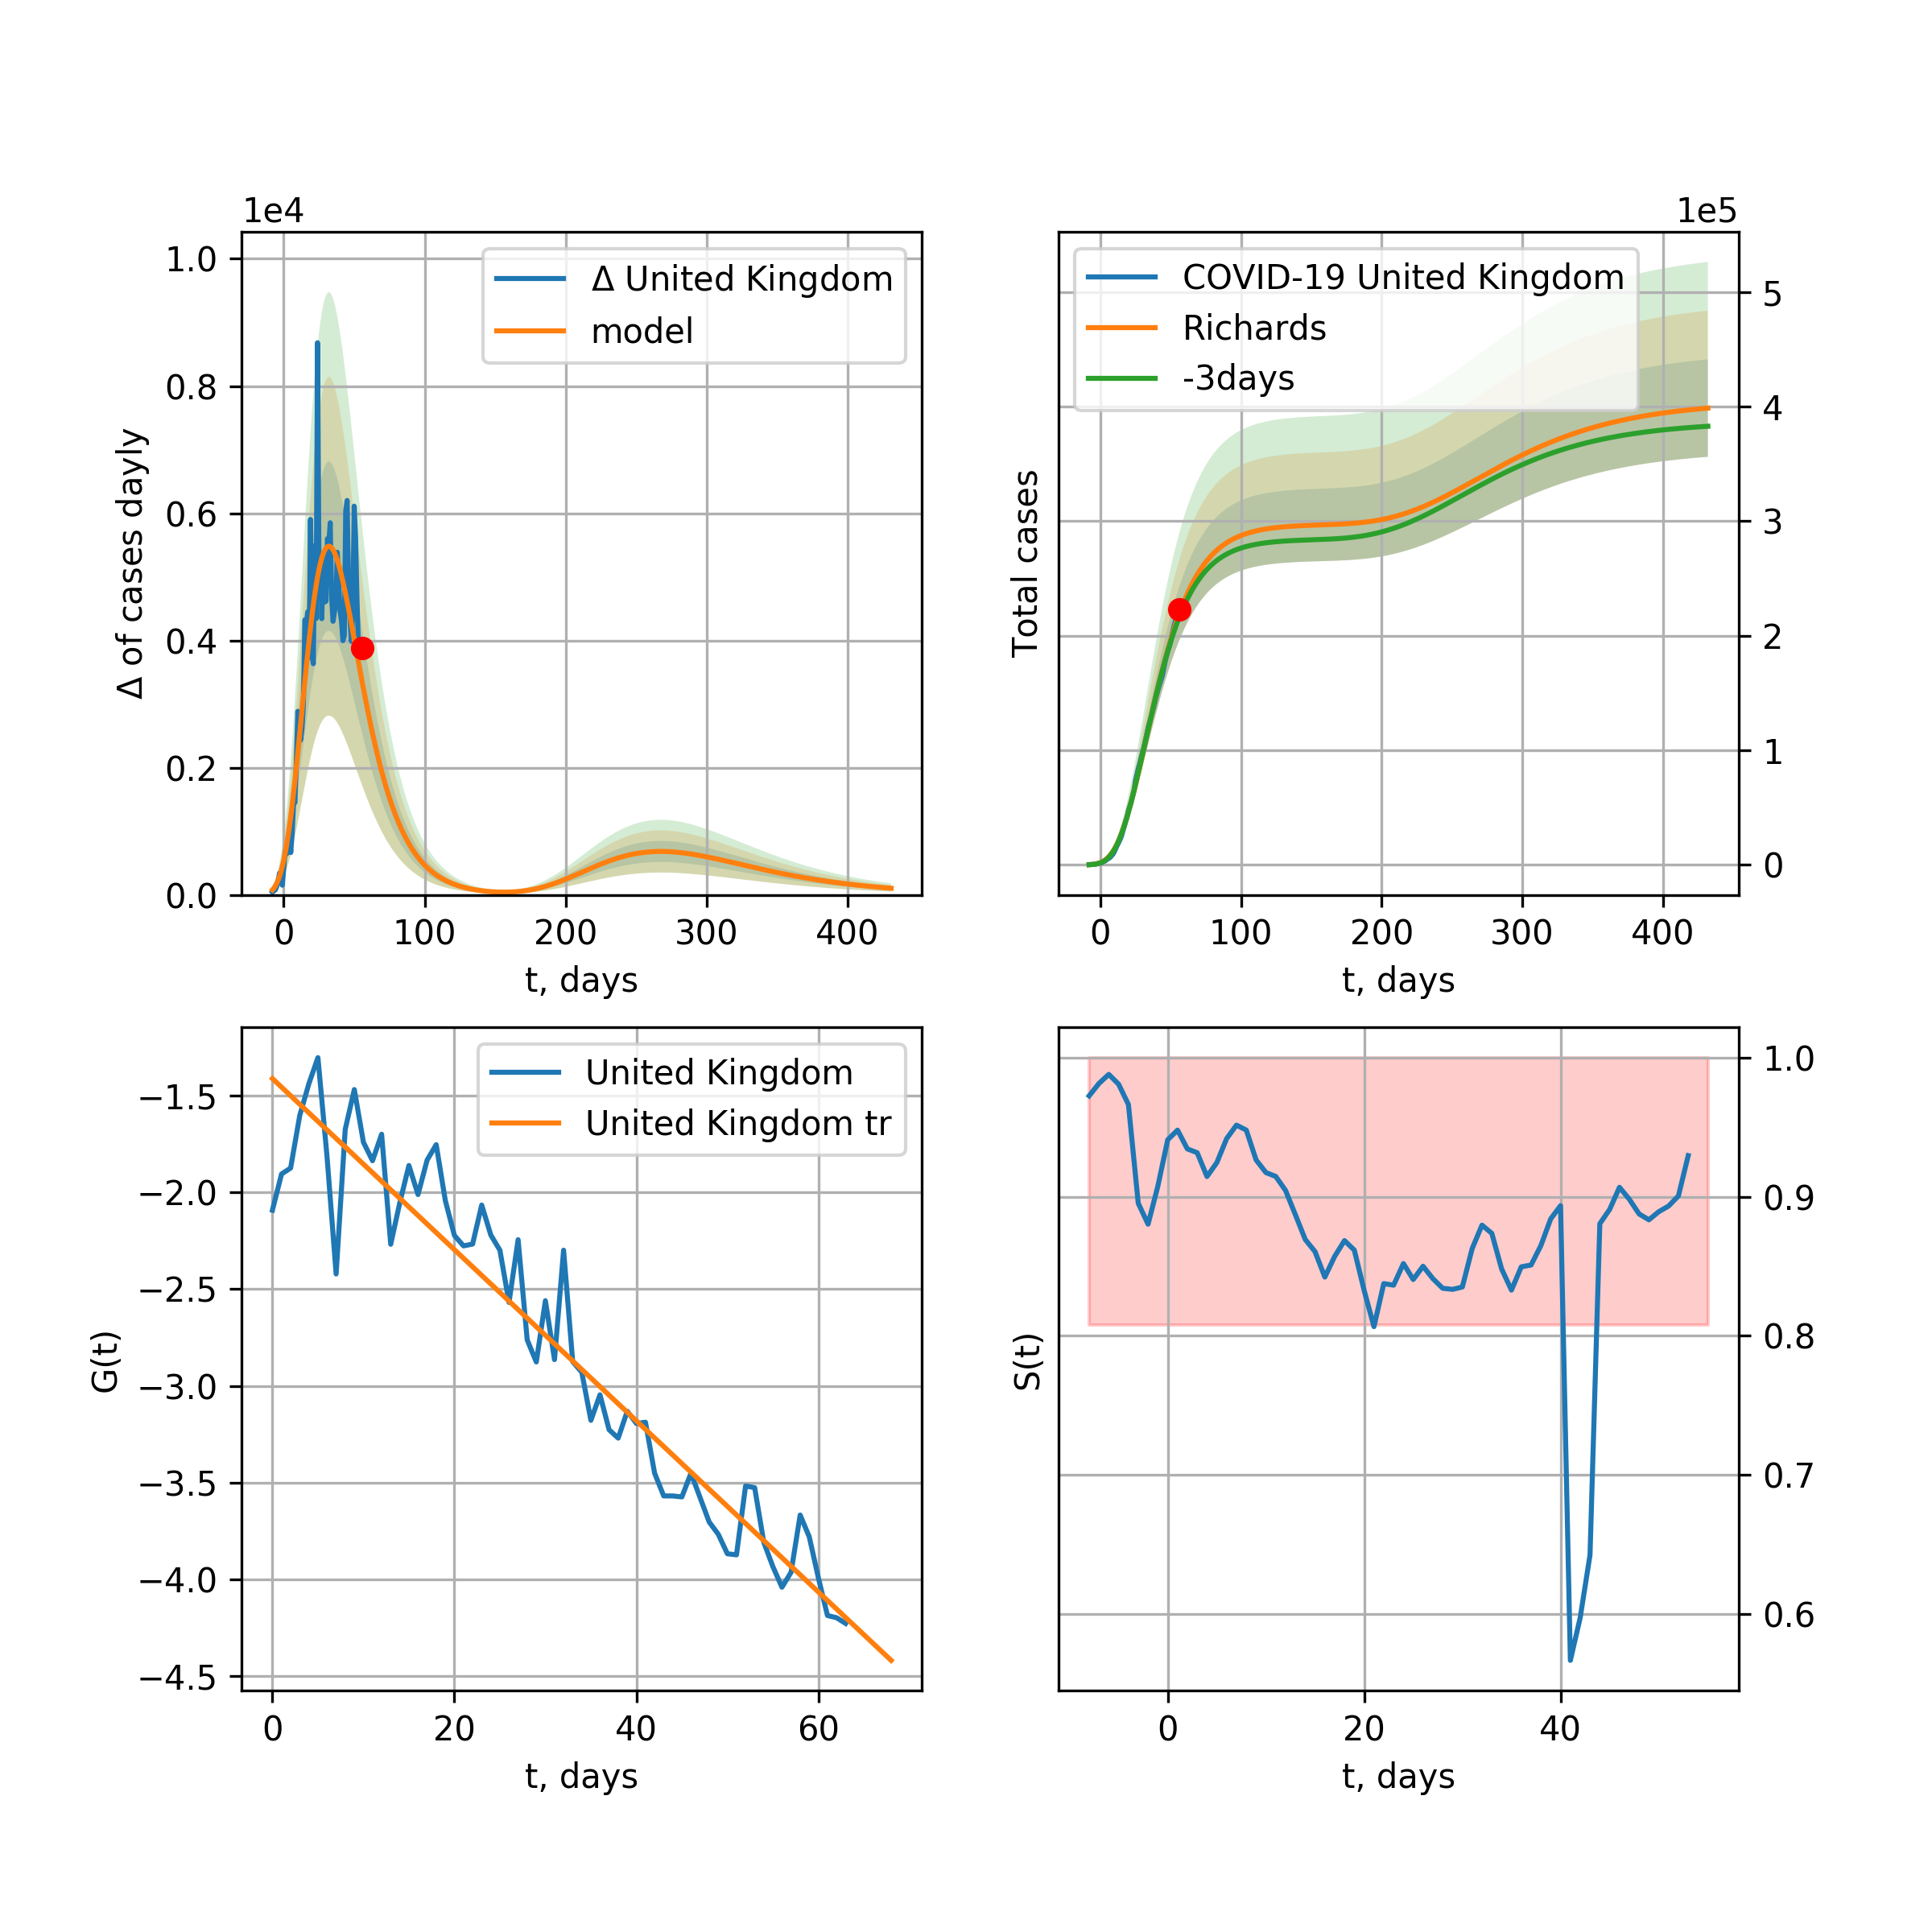 1e4
1.0
0.8
0.6
0.4
0.2
0.0
Δ of cases dayly
Δ United Kingdom
model
0 100 200 300 400
t, days
1e5
COVID-19 United Kingdom
Richards
-3days
Total cases
5
4
3
2
1
0
0 100 200 300 400
t, days
−1.5
−2.0
−2.5
−3.0
−3.5
−4.0
−4.5
G(t)
United Kingdom
United Kingdom tr
0 20 40 60
t, days
S(t)
1.0
0.9
0.8
0.7
0.6
0 20 40
t, days